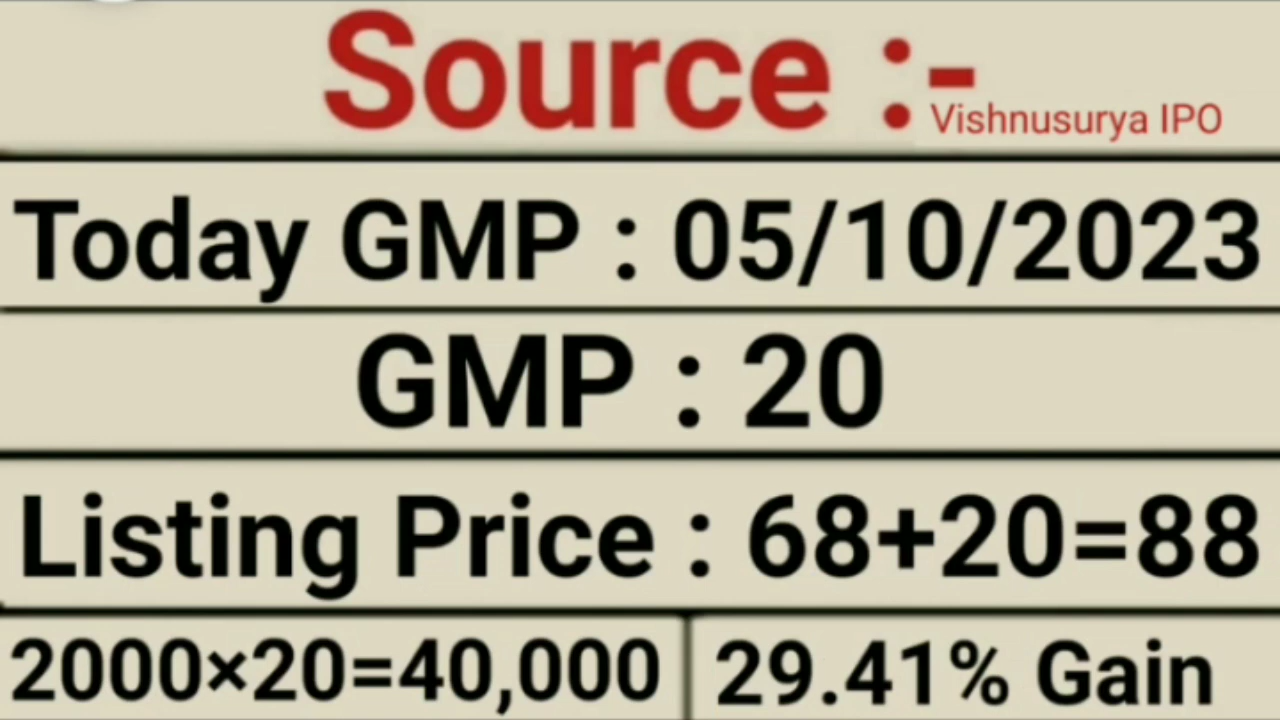 Source :-
Vishnusurya IPO
Today GMP : 05/10/2023
GMP : 20
Listing Price : 68+20=88
2000×20=40,000
29.41% Gain